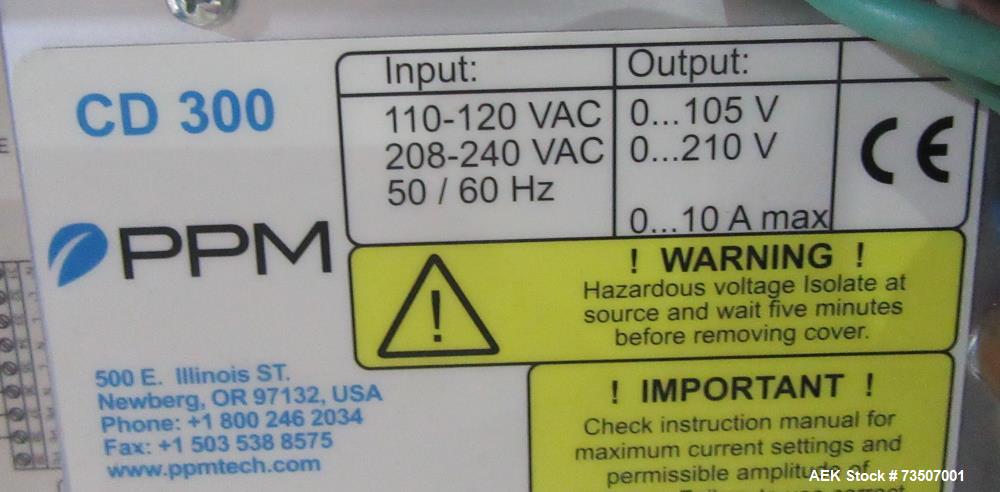 CD 300
PPM
500 E. Illinois ST.
Newberg, OR 97132, USA
Phone: +1 800 246 2034
Fax: +1 503 538 8575
www.ppmtech.com
Input:
110-120 VAC
208-240 VAC
50 / 60 Hz
Output:
0...105 V
0...210 V
0...10 A max
CE
! WARNING !
!
Hazardous voltage Isolate at
source and wait five minutes
before removing cover.
! IMPORTANT !
Check instruction manual for
maximum current settings and
permissible amplitude of
AEK Stock # 73507001